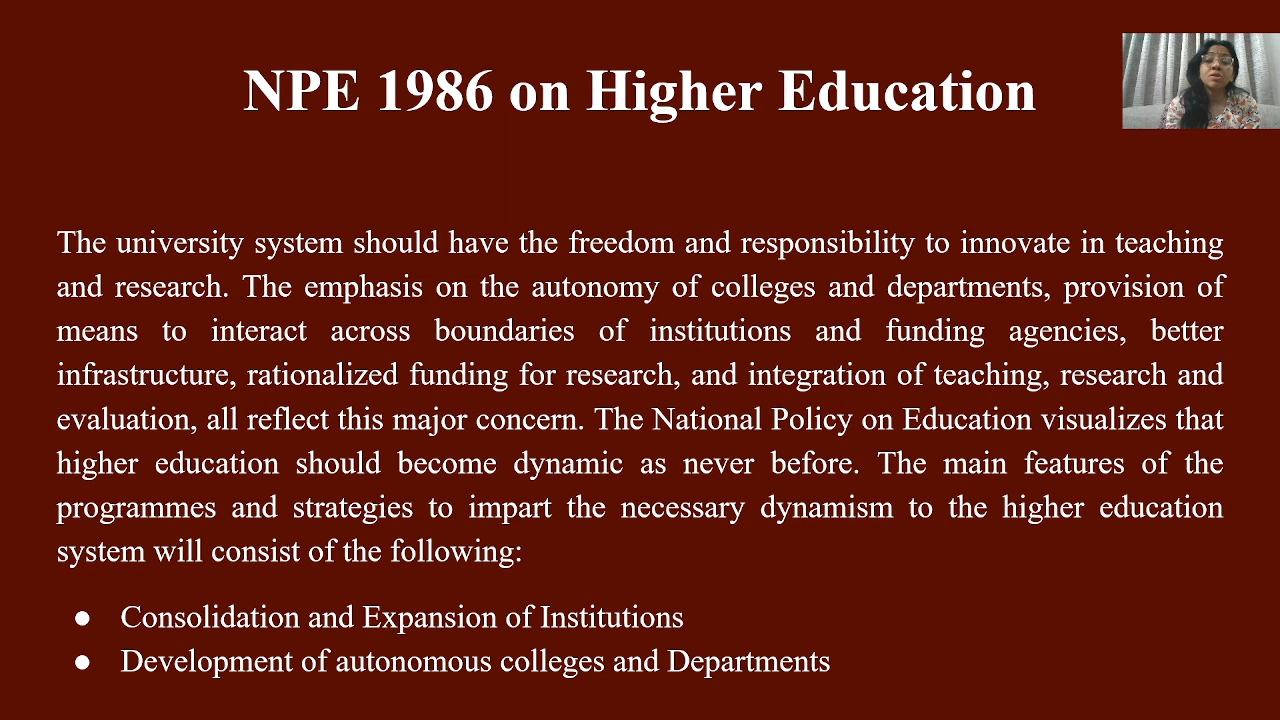 NPE 1986 on Higher Education
The university system should have the freedom and responsibility to innovate in teaching
and research. The emphasis on the autonomy of colleges and departments, provision of
means to interact across boundaries of institutions and funding agencies, better
infrastructure, rationalized funding for research, and integration of teaching, research and
evaluation, all reflect this major concern. The National Policy on Education visualizes that
higher education should become dynamic as never before. The main features of the
programmes and strategies to impart the necessary dynamism to the higher education
system will consist of the following:
● Consolidation and Expansion of Institutions
● Development of autonomous colleges and Departments